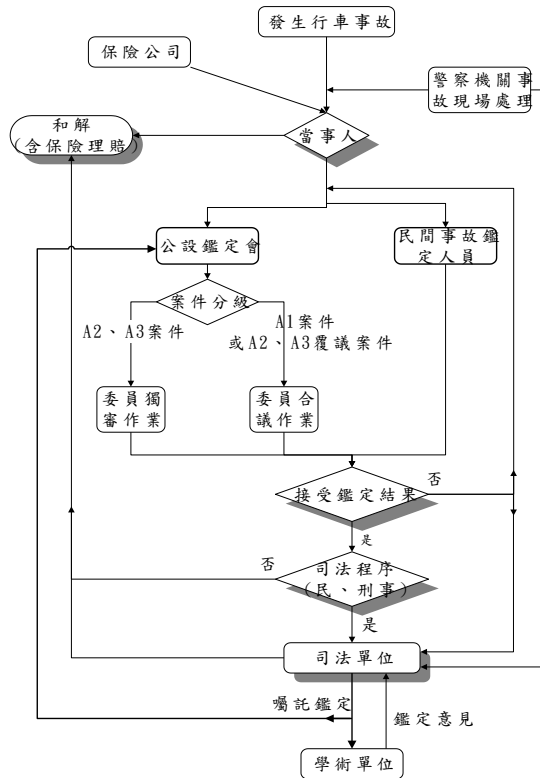 發生行車事故
保險公司
警察機關事
故現場處理
和解
(含保險理賠)
當事人
公設鑑定會
民間事故鑑
定人員
案件分級
A2、A3案件
A1案件
或A2、A3覆議案件
委員獨
審作業
委員合
議作業
接受鑑定結果
否
是
司法程序
(民、刑事)
否
是
司法單位
囑託鑑定
鑑定意見
學術單位